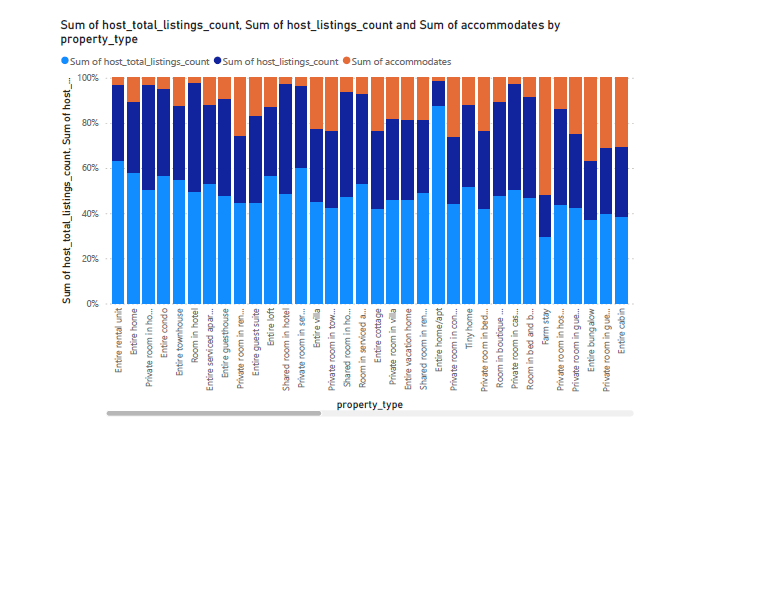 Sum of host_total_listings_count, Sum of host_listings_count and Sum of accommodates by
property_type
Sum of host_total_listings_count
Sum of host_listings_count
Sum of accommodates
Sum of host_total_listings_count, Sum of host_...
100%
80%
60%
40%
20%
0%
Entire rental unit
Entire home
Private room in ho...
Entire condo
Entire townhouse
Room in hotel
Entire serviced apar...
Entire guesthouse
Private room in ren...
Entire guest suite
Entire loft
Shared room in hotel
Private room in ser...
Entire villa
Private room in tow...
Shared room in ho...
Room in serviced a...
Entire cottage
Private room in villa
Entire vacation home
Shared room in ren...
Entire home/apt
Private room in con...
Tiny home
Private room in bed...
Room in boutique ...
Private room in cas...
Room in bed and b...
Farm stay
Private room in hos...
Private room in gue...
Entire bungalow
Private room in gue...
Entire cabin
property_type